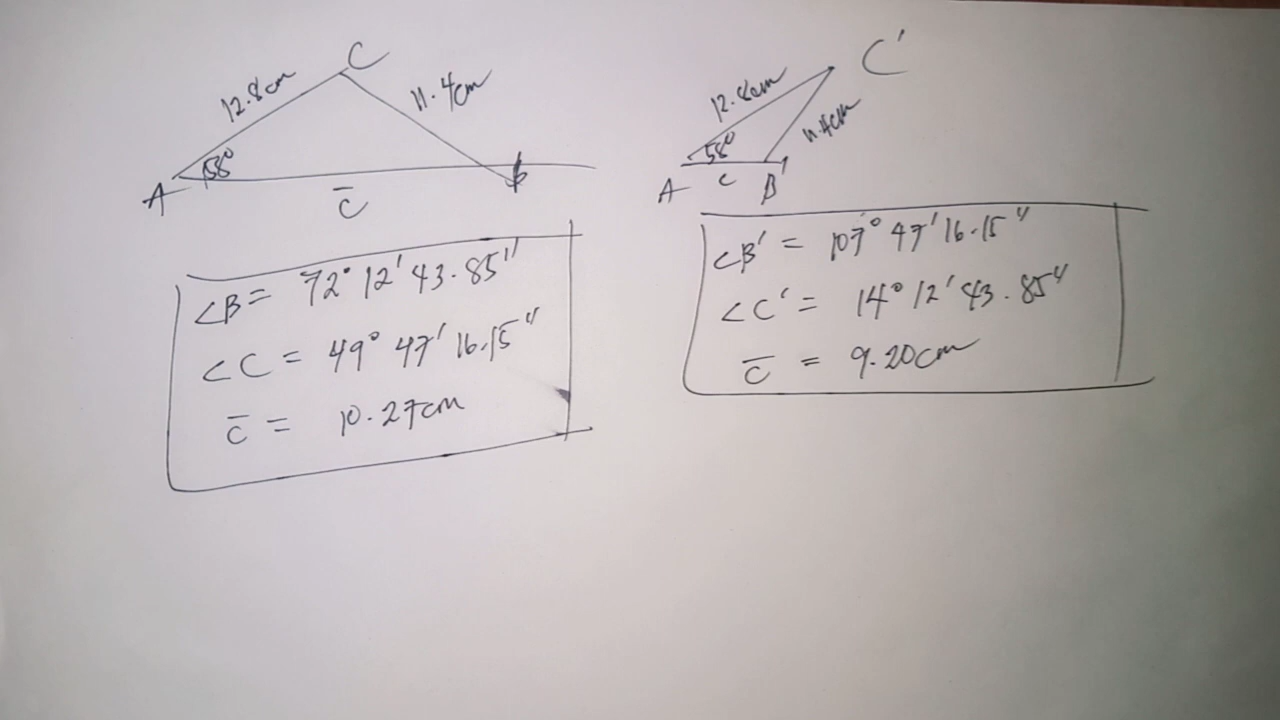 C
12.8cm
11.4cm
A
58°
c̅
B
∠B = 72° 12' 43.85"
∠C = 49° 47' 16.15"
c̅ = 10.27cm
C'
12.8cm
11.4cm
58°
A
c
B'
∠B' = 107° 47' 16.15"
∠C' = 14° 12' 43.85"
c̅ = 9.20cm